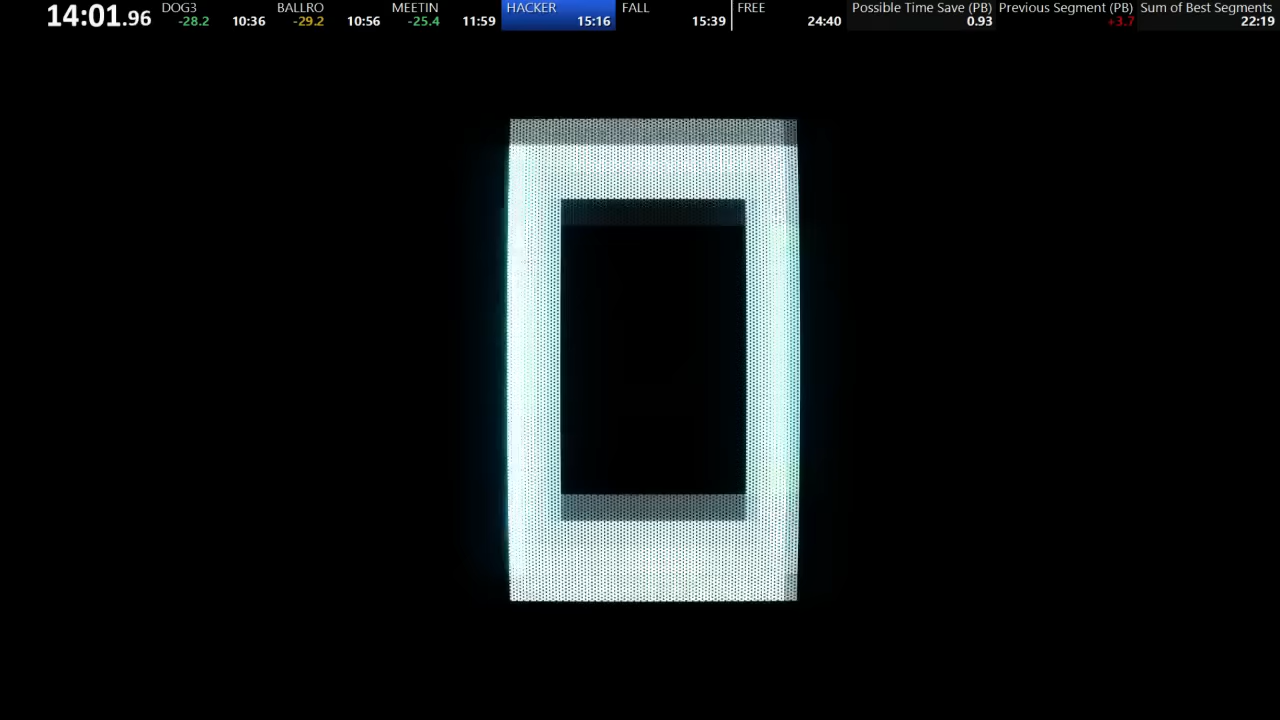 14:01.96
DOG3
-28.2 10:36
BALLRO
-29.2 10:56
MEETIN
-25.4 11:59
HACKER
15:16
FALL
15:39
FREE
24:40
Possible Time Save (PB)
0.93
Previous Segment (PB)
+3.7
Sum of Best Segments
22:19
0